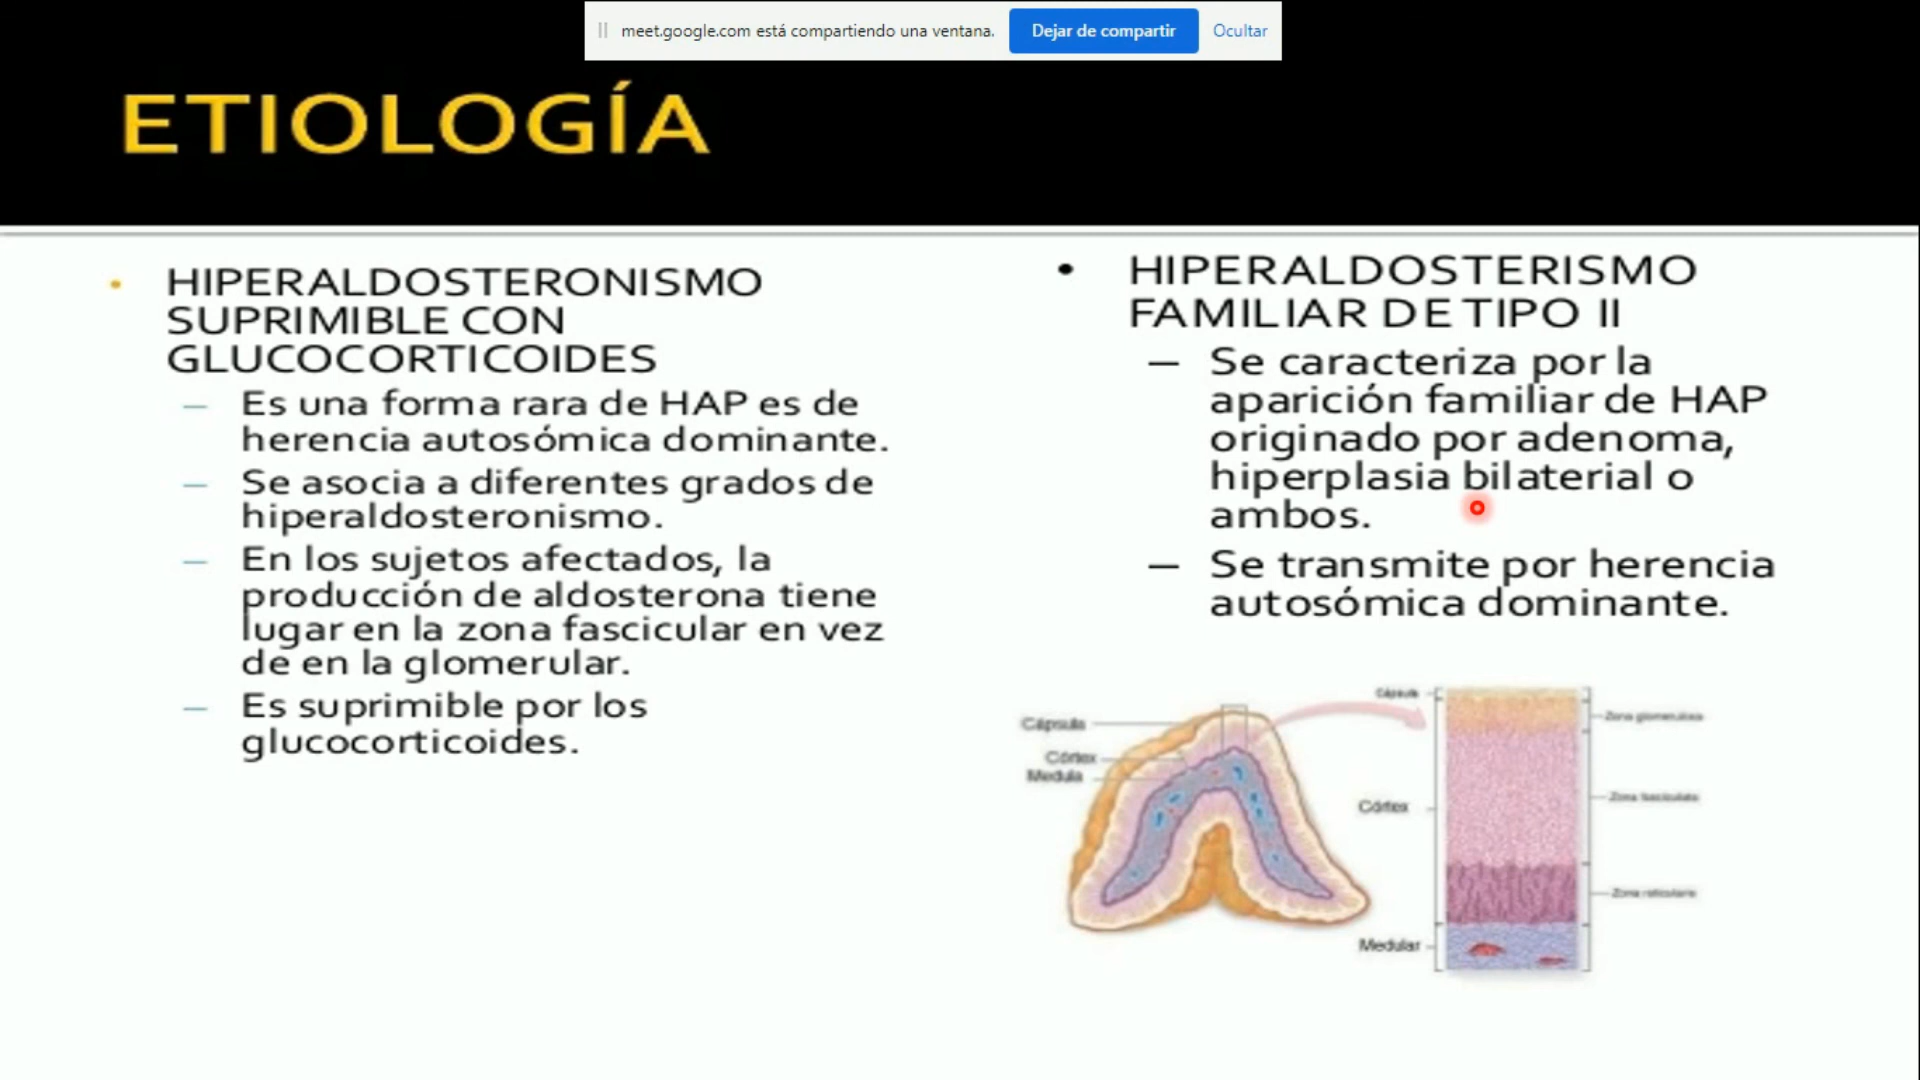 meet.google.com está compartiendo una ventana.
Dejar de compartir
Ocultar
ETIOLOGÍA
• HIPERALDOSTERONISMO
SUPRIMIBLE CON
GLUCOCORTICOIDES
– Es una forma rara de HAP es de
herencia autosómica dominante.
– Se asocia a diferentes grados de
hiperaldosteronismo.
– En los sujetos afectados, la
producción de aldosterona tiene
lugar en la zona fascicular en vez
de en la glomerular.
– Es suprimible por los
glucocorticoides.
• HIPERALDOSTERISMO
FAMILIAR DE TIPO II
– Se caracteriza por la
aparición familiar de HAP
originado por adenoma,
hiperplasia bilaterial o
ambos.
– Se transmite por herencia
autosómica dominante.
Cápsula
Córtex
Medula
Cápsula
Córtex
Medular
Zona glomerulosa
Zona fasciculata
Zona reticularis